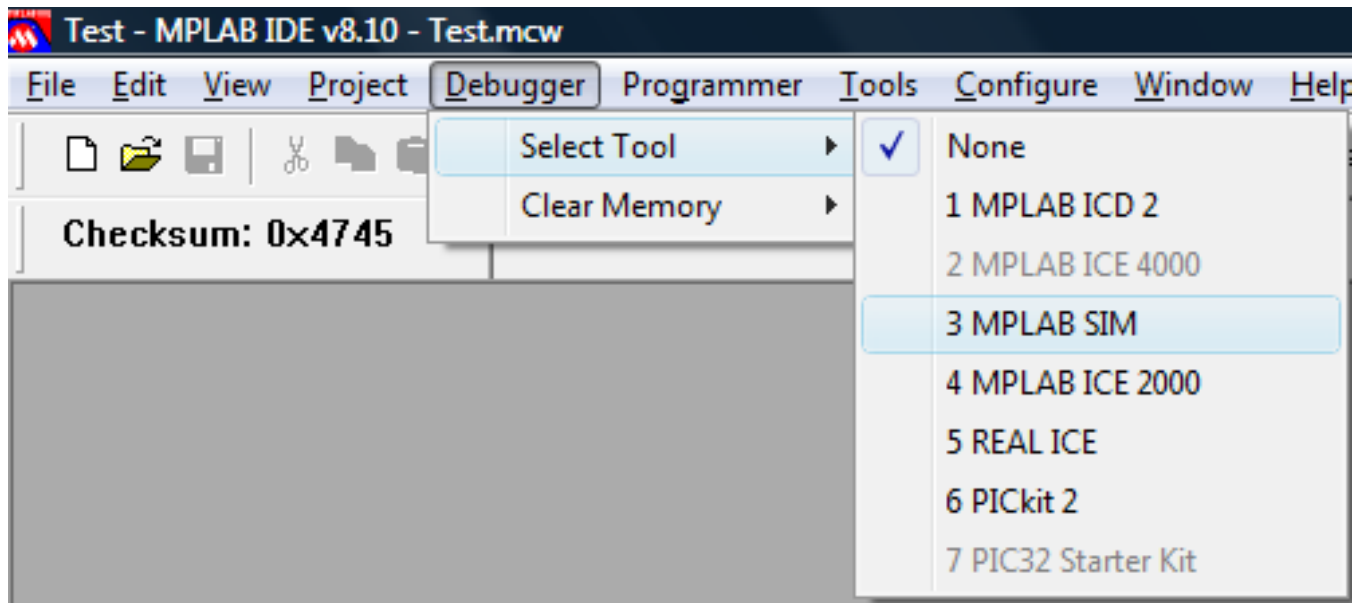 Test - MPLAB IDE v8.10 - Test.mcw
File Edit View Project Debugger Programmer Tools Configure Window Help
Select Tool
None
Clear Memory
1 MPLAB ICD 2
Checksum: 0x4745
2 MPLAB ICE 4000
3 MPLAB SIM
4 MPLAB ICE 2000
5 REAL ICE
6 PICkit 2
7 PIC32 Starter Kit